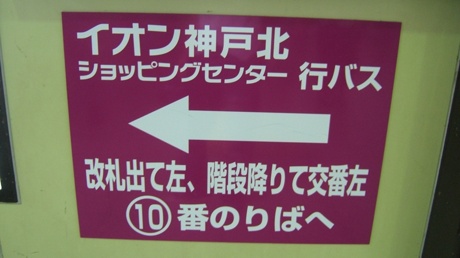 イオン神戸北
ショッピングセンター 行バス
改札出て左、階段降りて交番左
⑩番のりばへ